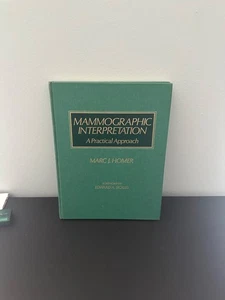 MAMMOGRAPHIC
INTERPRETATION
A Practical Approach
MARC J. HOMER